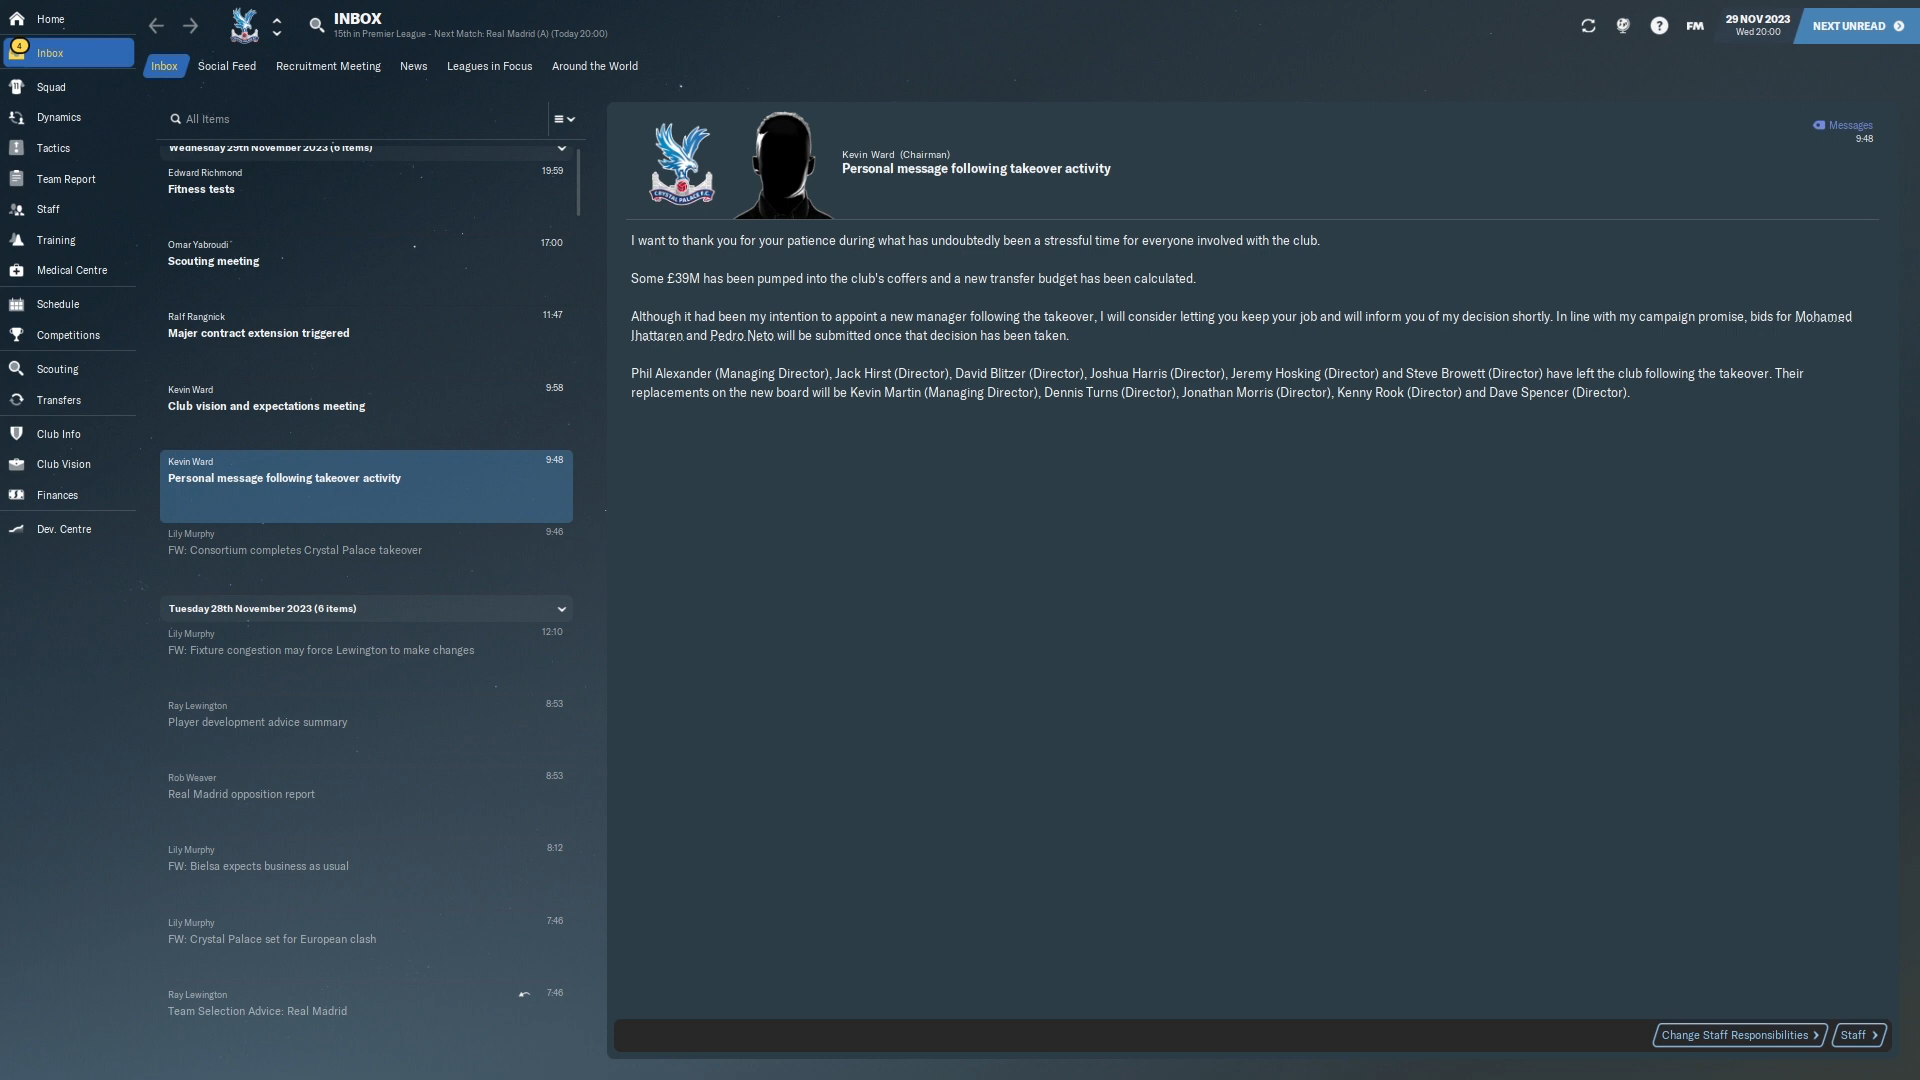 Home
4
Inbox
Squad
Dynamics
Tactics
Team Report
Staff
Training
Medical Centre
Schedule
Competitions
Scouting
Transfers
Club Info
Club Vision
Finances
Dev. Centre
INBOX
15th in Premier League - Next Match: Real Madrid (A) (Today 20:00)
?
FM
29 NOV 2023
Wed 20:00
NEXT UNREAD
Inbox
Social Feed
Recruitment Meeting
News
Leagues in Focus
Around the World
All Items
Wednesday 29th November 2023 (6 items)
Edward Richmond 19:59
Fitness tests
Omar Yabroudi 17:00
Scouting meeting
Ralf Rangnick 11:47
Major contract extension triggered
Kevin Ward 9:58
Club vision and expectations meeting
Kevin Ward 9:48
Personal message following takeover activity
Lily Murphy 9:46
FW: Consortium completes Crystal Palace takeover
Tuesday 28th November 2023 (6 items)
Lily Murphy 12:10
FW: Fixture congestion may force Lewington to make changes
Ray Lewington 8:53
Player development advice summary
Rob Weaver 8:53
Real Madrid opposition report
Lily Murphy 8:12
FW: Bielsa expects business as usual
Lily Murphy 7:46
FW: Crystal Palace set for European clash
Ray Lewington 7:46
Team Selection Advice: Real Madrid
CRYSTAL PALACE F.C.
Kevin Ward (Chairman)
Personal message following takeover activity
Messages
9:48
I want to thank you for your patience during what has undoubtedly been a stressful time for everyone involved with the club.
Some £39M has been pumped into the club's coffers and a new transfer budget has been calculated.
Although it had been my intention to appoint a new manager following the takeover, I will consider letting you keep your job and will inform you of my decision shortly. In line with my campaign promise, bids for Mohamed
Ihattaren and Pedro Neto will be submitted once that decision has been taken.
Phil Alexander (Managing Director), Jack Hirst (Director), David Blitzer (Director), Joshua Harris (Director), Jeremy Hosking (Director) and Steve Browett (Director) have left the club following the takeover. Their
replacements on the new board will be Kevin Martin (Managing Director), Dennis Turns (Director), Jonathan Morris (Director), Kenny Rook (Director) and Dave Spencer (Director).
Change Staff Responsibilities
Staff